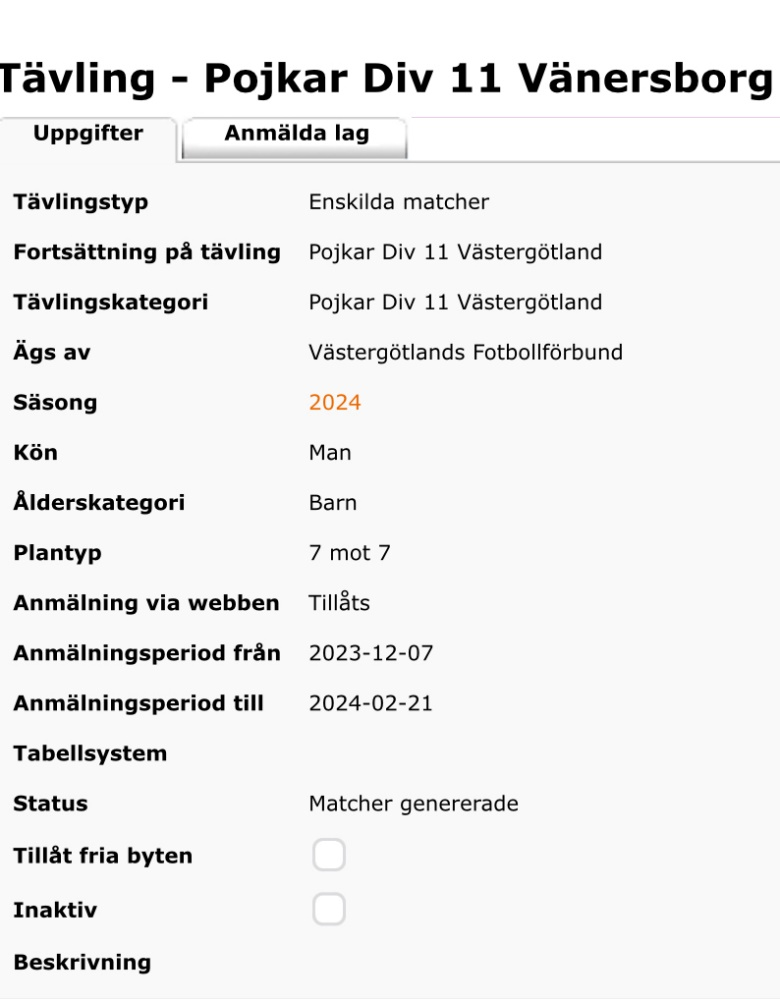 Tävling - Pojkar Div 11 Vänersborg
Uppgifter Anmälda lag
Tävlingstyp Enskilda matcher
Fortsättning på tävling Pojkar Div 11 Västergötland
Tävlingskategori Pojkar Div 11 Västergötland
Ägs av Västergötlands Fotbollförbund
Säsong 2024
Kön Man
Ålderskategori Barn
Plantyp 7 mot 7
Anmälning via webben Tillåts
Anmälningsperiod från 2023-12-07
Anmälningsperiod till 2024-02-21
Tabellsystem
Status Matcher genererade
Tillåt fria byten
Inaktiv
Beskrivning